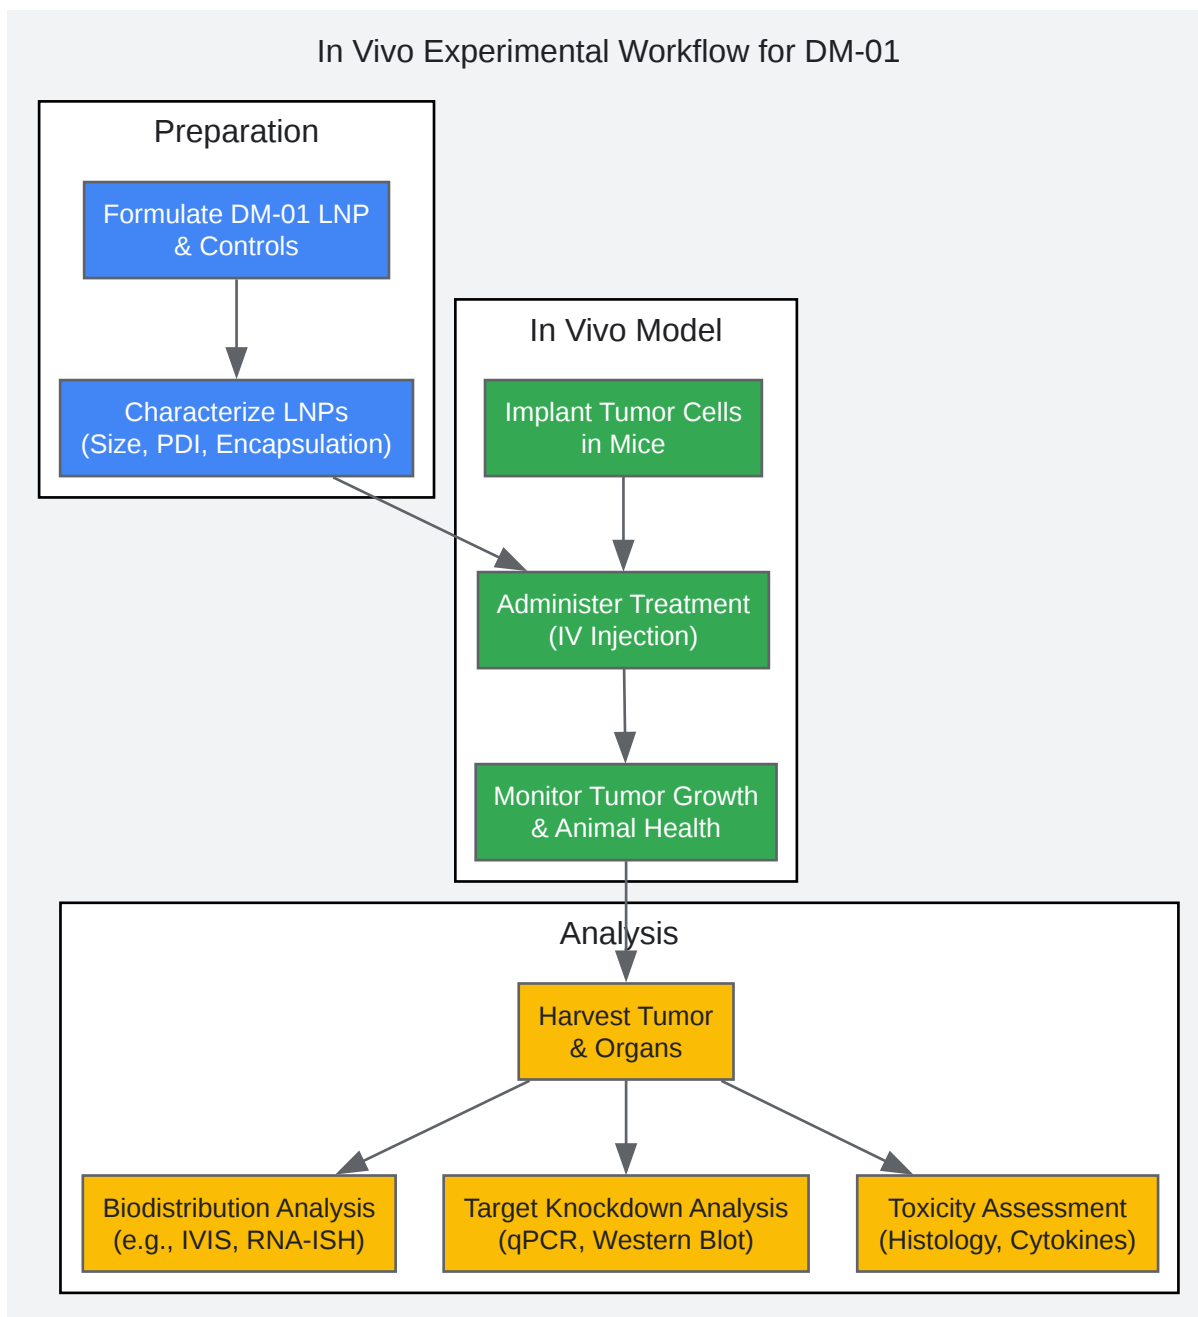 In Vivo Experimental Workflow for DM-01
Preparation
Formulate DM-01 LNP
& Controls
Characterize LNPs
(Size, PDI, Encapsulation)
In Vivo Model
Implant Tumor Cells
in Mice
Administer Treatment
(IV Injection)
Monitor Tumor Growth
& Animal Health
Analysis
Harvest Tumor
& Organs
Biodistribution Analysis
(e.g., IVIS, RNA-ISH)
Target Knockdown Analysis
(qPCR, Western Blot)
Toxicity Assessment
(Histology, Cytokines)